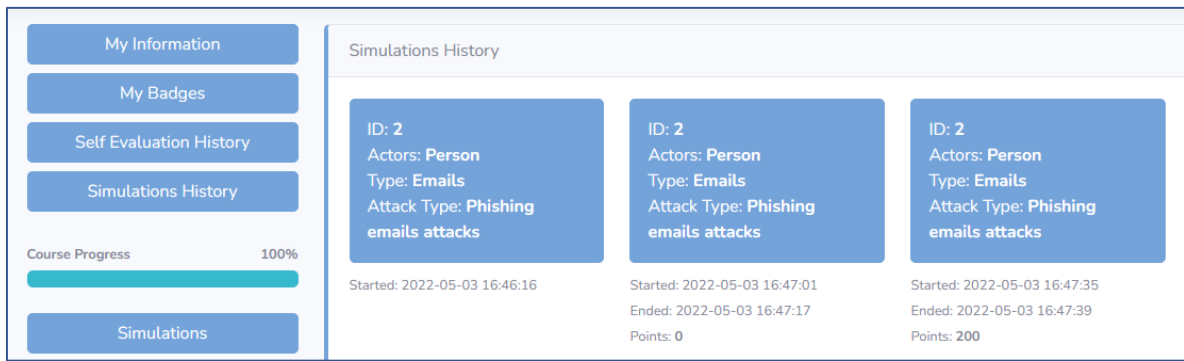 My Information
My Badges
Self Evaluation History
Simulations History
Course Progress 100%
Simulations
Simulations History
ID: 2
Actors: Person
Type: Emails
Attack Type: Phishing
emails attacks
Started: 2022-05-03 16:46:16
ID: 2
Actors: Person
Type: Emails
Attack Type: Phishing
emails attacks
Started: 2022-05-03 16:47:01
Ended: 2022-05-03 16:47:17
Points: 0
ID: 2
Actors: Person
Type: Emails
Attack Type: Phishing
emails attacks
Started: 2022-05-03 16:47:35
Ended: 2022-05-03 16:47:39
Points: 200